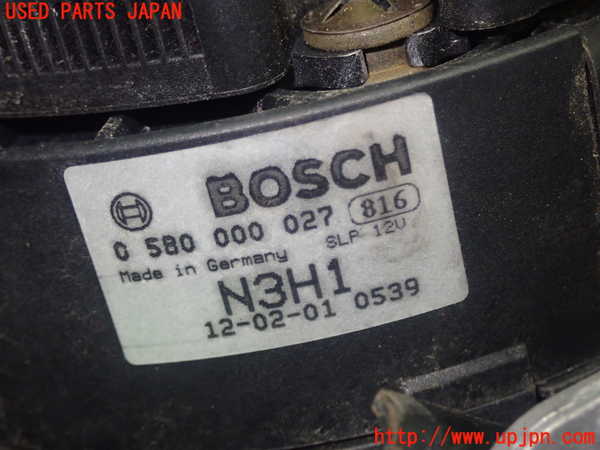 USED PARTS JAPAN
BOSCH
0 580 000 027 816
Made in Germany SLP 12V
N3H1
12-02-01 0539
http://www.upjpn.com/